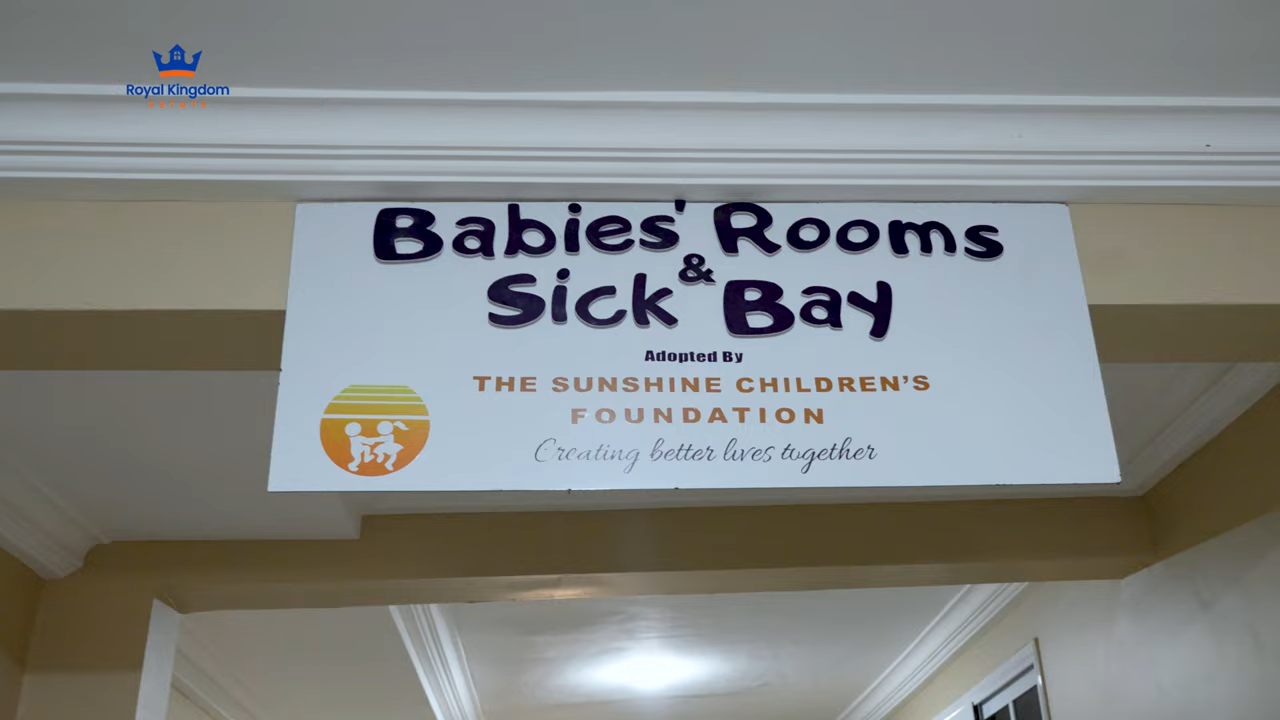 Royal Kingdom
Babies' Rooms
&
Sick Bay
Adopted By
THE SUNSHINE CHILDREN'S
FOUNDATION
Creating better lives together